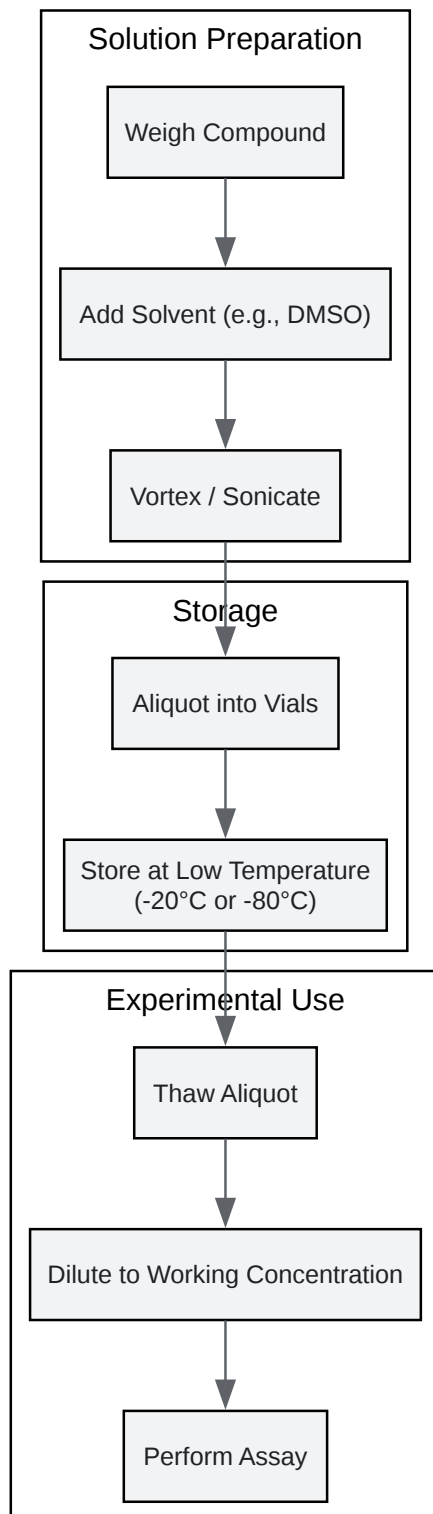 Solution Preparation
Weigh Compound
Add Solvent (e.g., DMSO)
Vortex / Sonicate
Storage
Aliquot into Vials
Store at Low Temperature
(-20°C or -80°C)
Experimental Use
Thaw Aliquot
Dilute to Working Concentration
Perform Assay